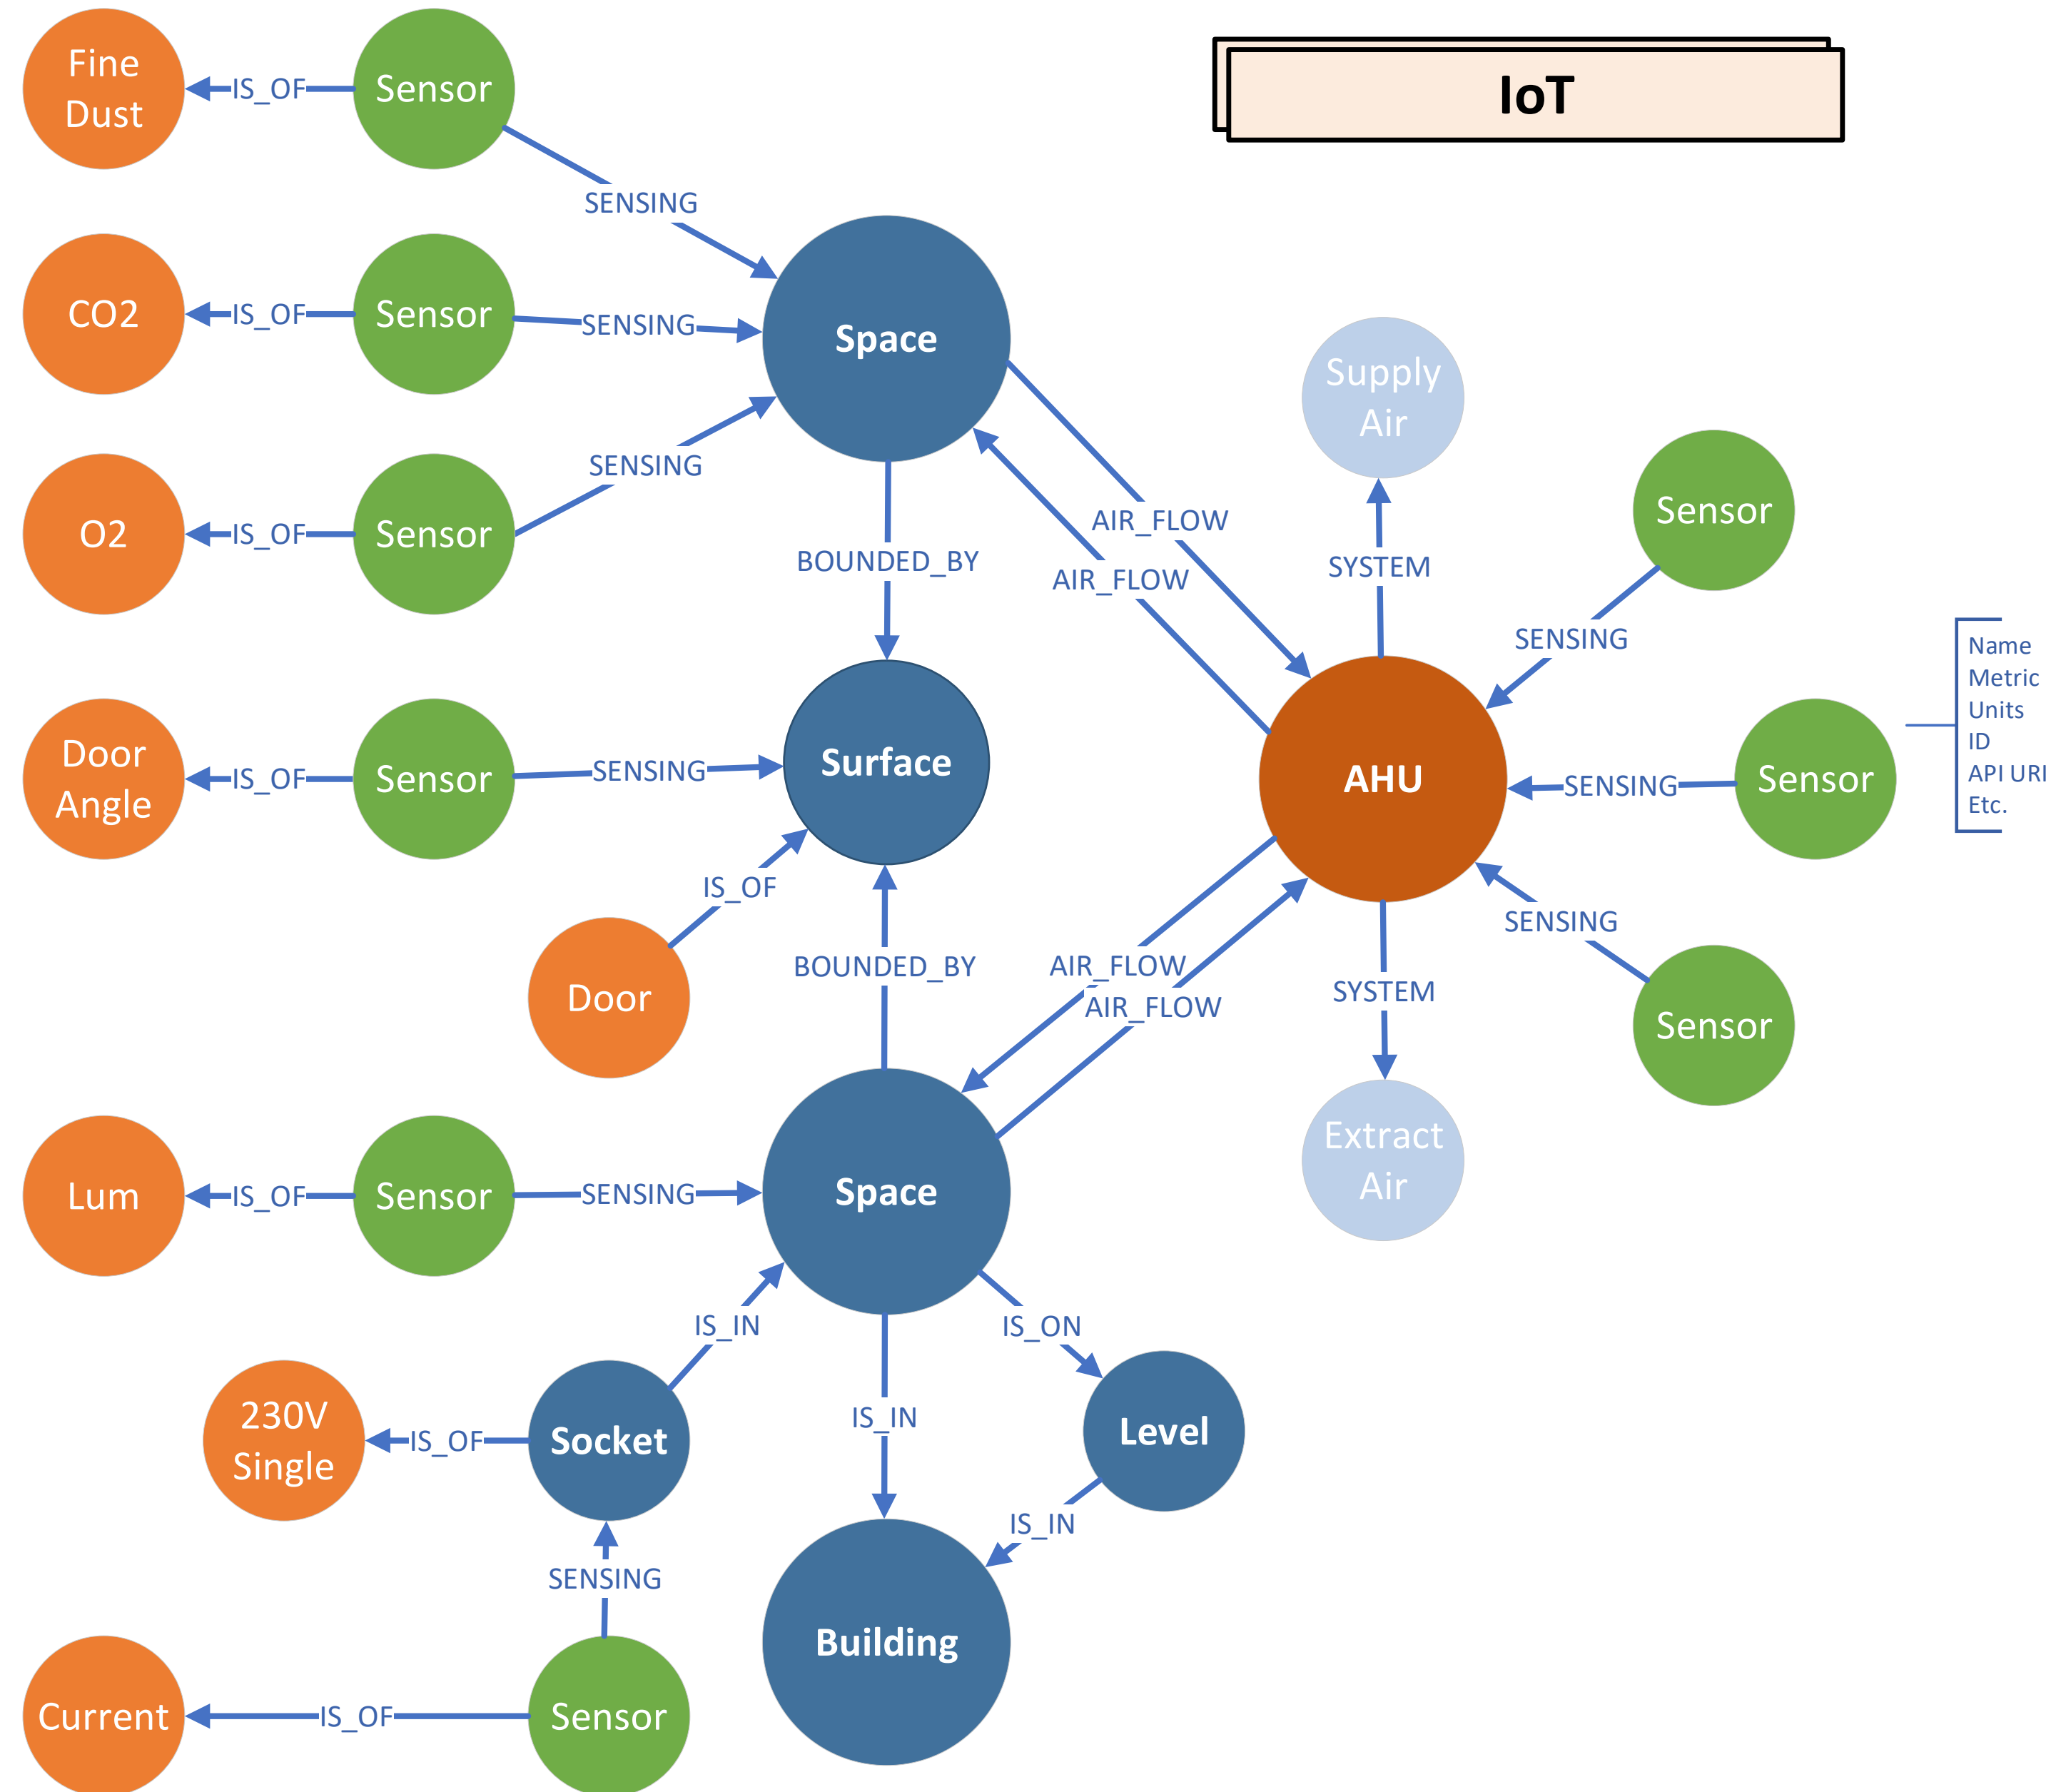 IoT
Fine
Dust
IS_OF
Sensor
SENSING
CO2
IS_OF
Sensor
SENSING
Space
O2
IS_OF
Sensor
SENSING
BOUNDED_BY
AIR_FLOW
AIR_FLOW
Supply
Air
SYSTEM
Sensor
SENSING
Door
Angle
IS_OF
Sensor
SENSING
Surface
AHU
SENSING
Sensor
Name
Metric
Units
ID
API URI
Etc.
IS_OF
Door
BOUNDED_BY
AIR_FLOW
AIR_FLOW
SYSTEM
SENSING
Sensor
Extract
Air
Lum
IS_OF
Sensor
SENSING
Space
IS_IN
IS_ON
230V
Single
IS_OF
Socket
IS_IN
Level
IS_IN
SENSING
Building
Current
IS_OF
Sensor